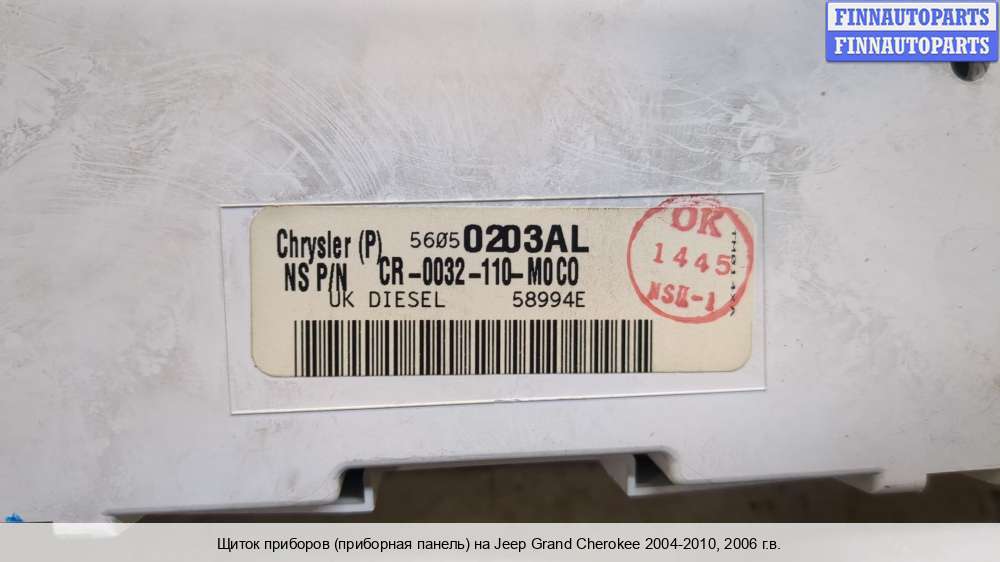 FINNAUTOPARTS
FINNAUTOPARTS
Chrysler (P) 56050203AL
NS P/N CR-0032-110-M0C0
UK DIESEL 58994E
OK
1445
NSII-1
Щиток приборов (приборная панель) на Jeep Grand Cherokee 2004-2010, 2006 г.в.